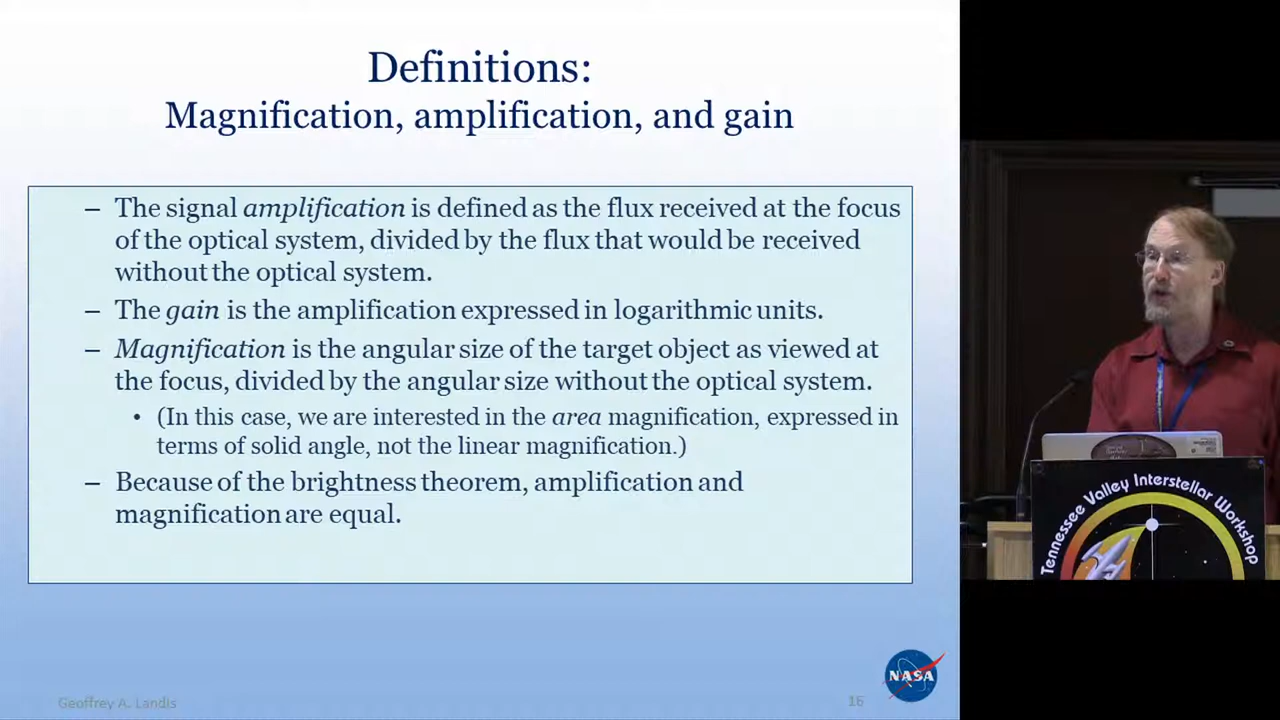 Definitions:
Magnification, amplification, and gain
– The signal amplification is defined as the flux received at the focus
of the optical system, divided by the flux that would be received
without the optical system.
– The gain is the amplification expressed in logarithmic units.
– Magnification is the angular size of the target object as viewed at
the focus, divided by the angular size without the optical system.
• (In this case, we are interested in the area magnification, expressed in
terms of solid angle, not the linear magnification.)
– Because of the brightness theorem, amplification and
magnification are equal.
Geoffrey A. Landis
16
NASA
Tennessee Valley Interstellar Workshop